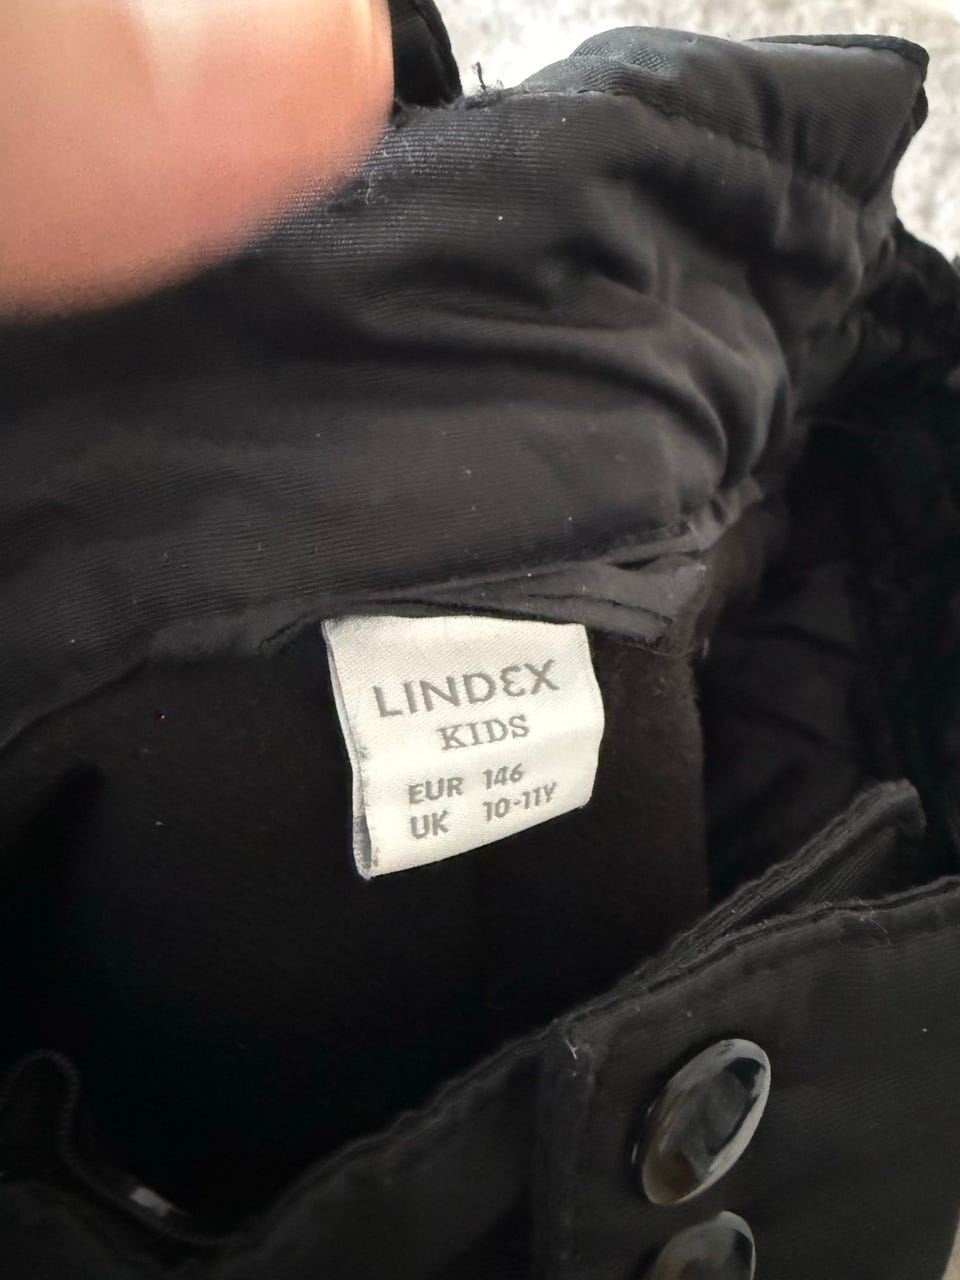 LINDEX
KIDS
EUR 146
UK 10-11Y